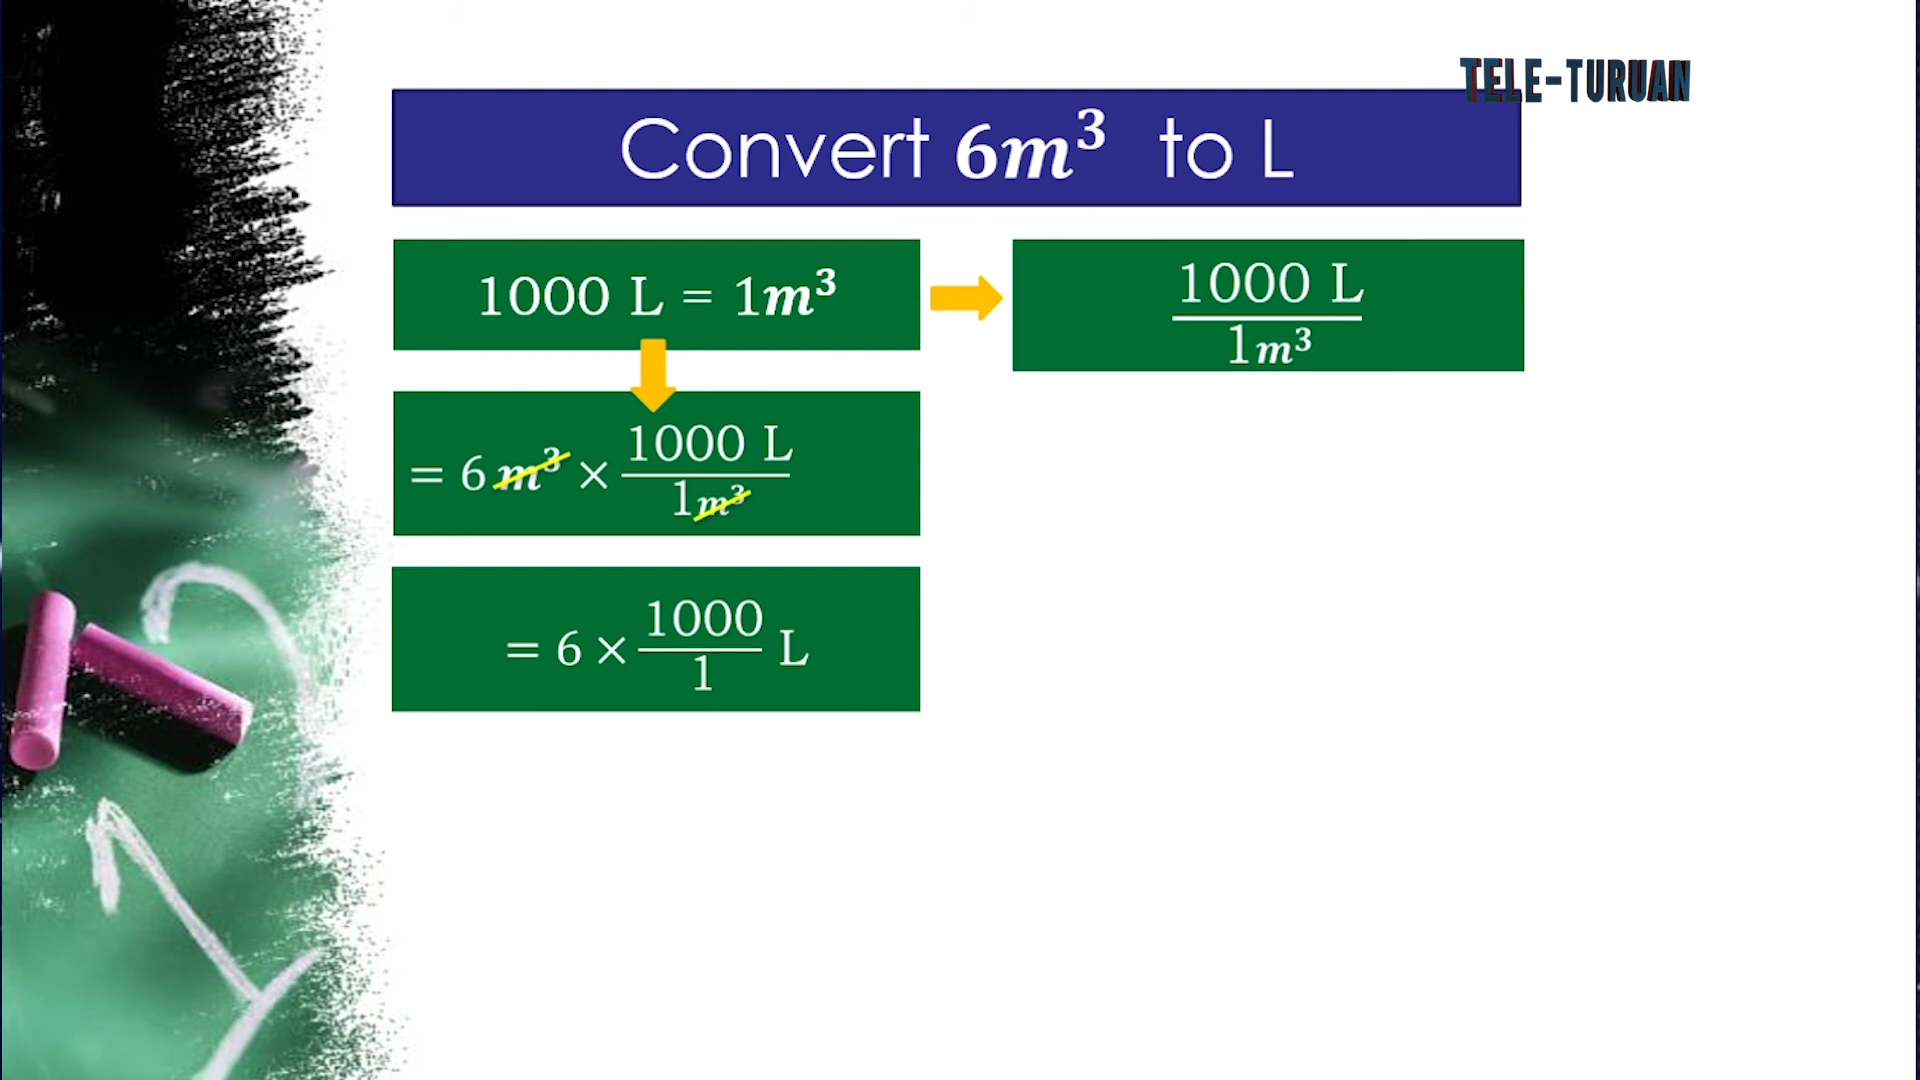 TELE-TURUAN
Convert 6m³ to L
1000 L = 1m³
1000 L
1m³
= 6 m³ × 1000 L
1m³
= 6 × 1000 L
1